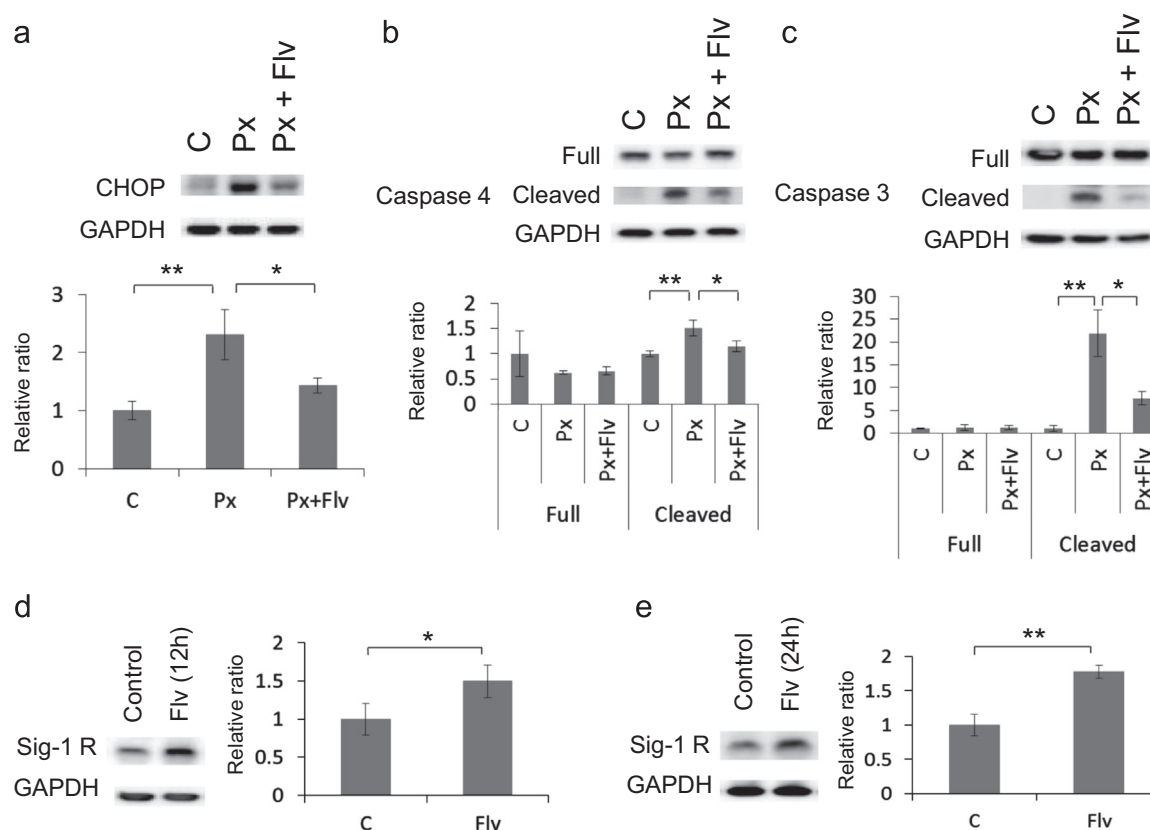 a
C
Px
Px + Flv
CHOP
GAPDH
**
*
Relative ratio
3
2
1
0
C Px Px+Flv
b
C
Px
Px + Flv
Full
Caspase 4 Cleaved
GAPDH
**
*
Relative ratio
2
1.5
1
0.5
0
C
Px
Px+Flv
C
Px
Px+Flv
Full Cleaved
c
C
Px
Px + Flv
Full
Caspase 3 Cleaved
GAPDH
**
*
Relative ratio
30
25
20
15
10
5
0
C
Px
Px+Flv
C
Px
Px+Flv
Full Cleaved
d
Control
Flv (12h)
Sig-1 R
GAPDH
*
Relative ratio
2
1.5
1
0.5
0
C Flv
e
Control
Flv (24h)
Sig-1 R
GAPDH
**
Relative ratio
2
1.5
1
0.5
0
C Flv